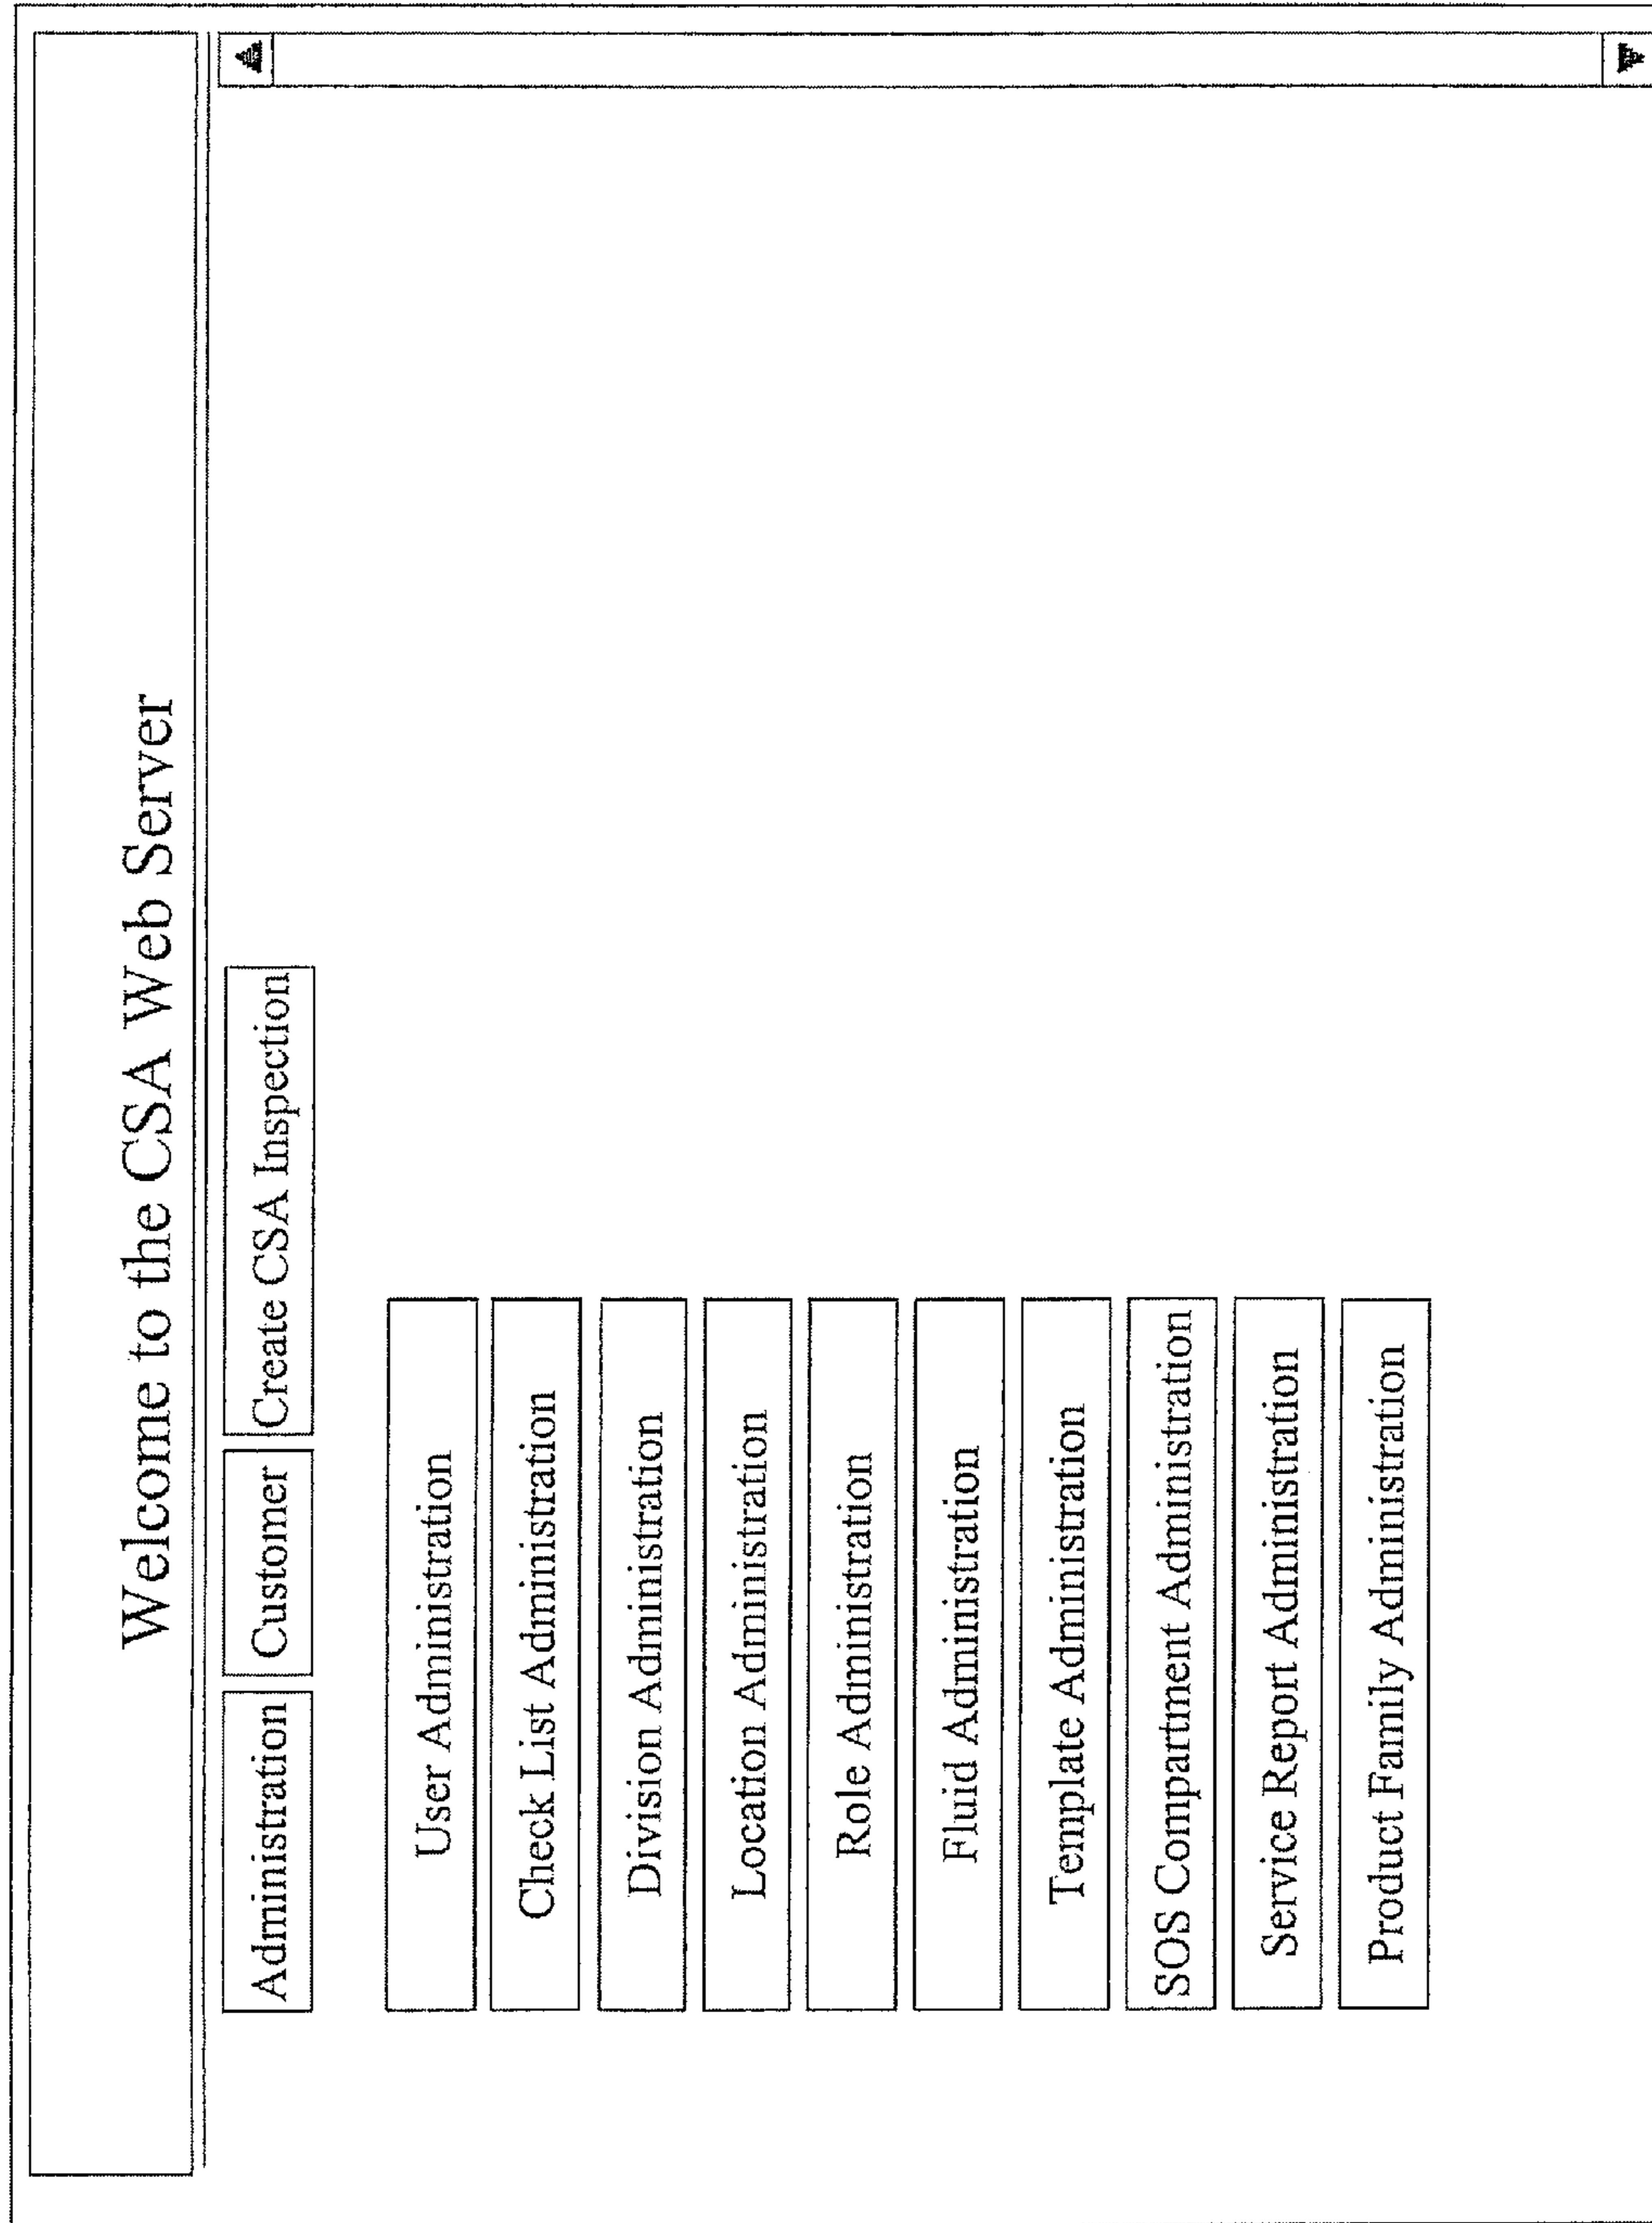 Welcome to the CSA Web Server
Administration Customer Create CSA Inspection
User Administration
Check List Administration
Division Administration
Location Administration
Role Administration
Fluid Administration
Template Administration
SOS Compartment Administration
Service Report Administration
Product Family Administration